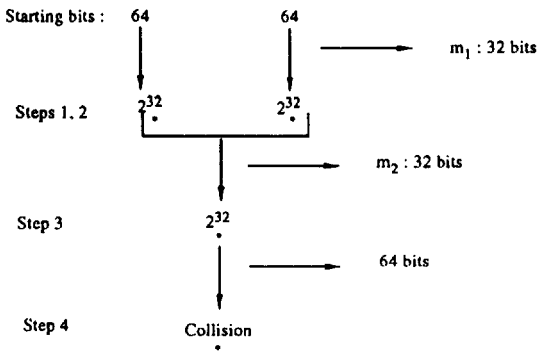 Starting bits : 64 64
m1 : 32 bits
Steps 1, 2 2^32 2^32
m2 : 32 bits
Step 3 2^32
64 bits
Step 4 Collision